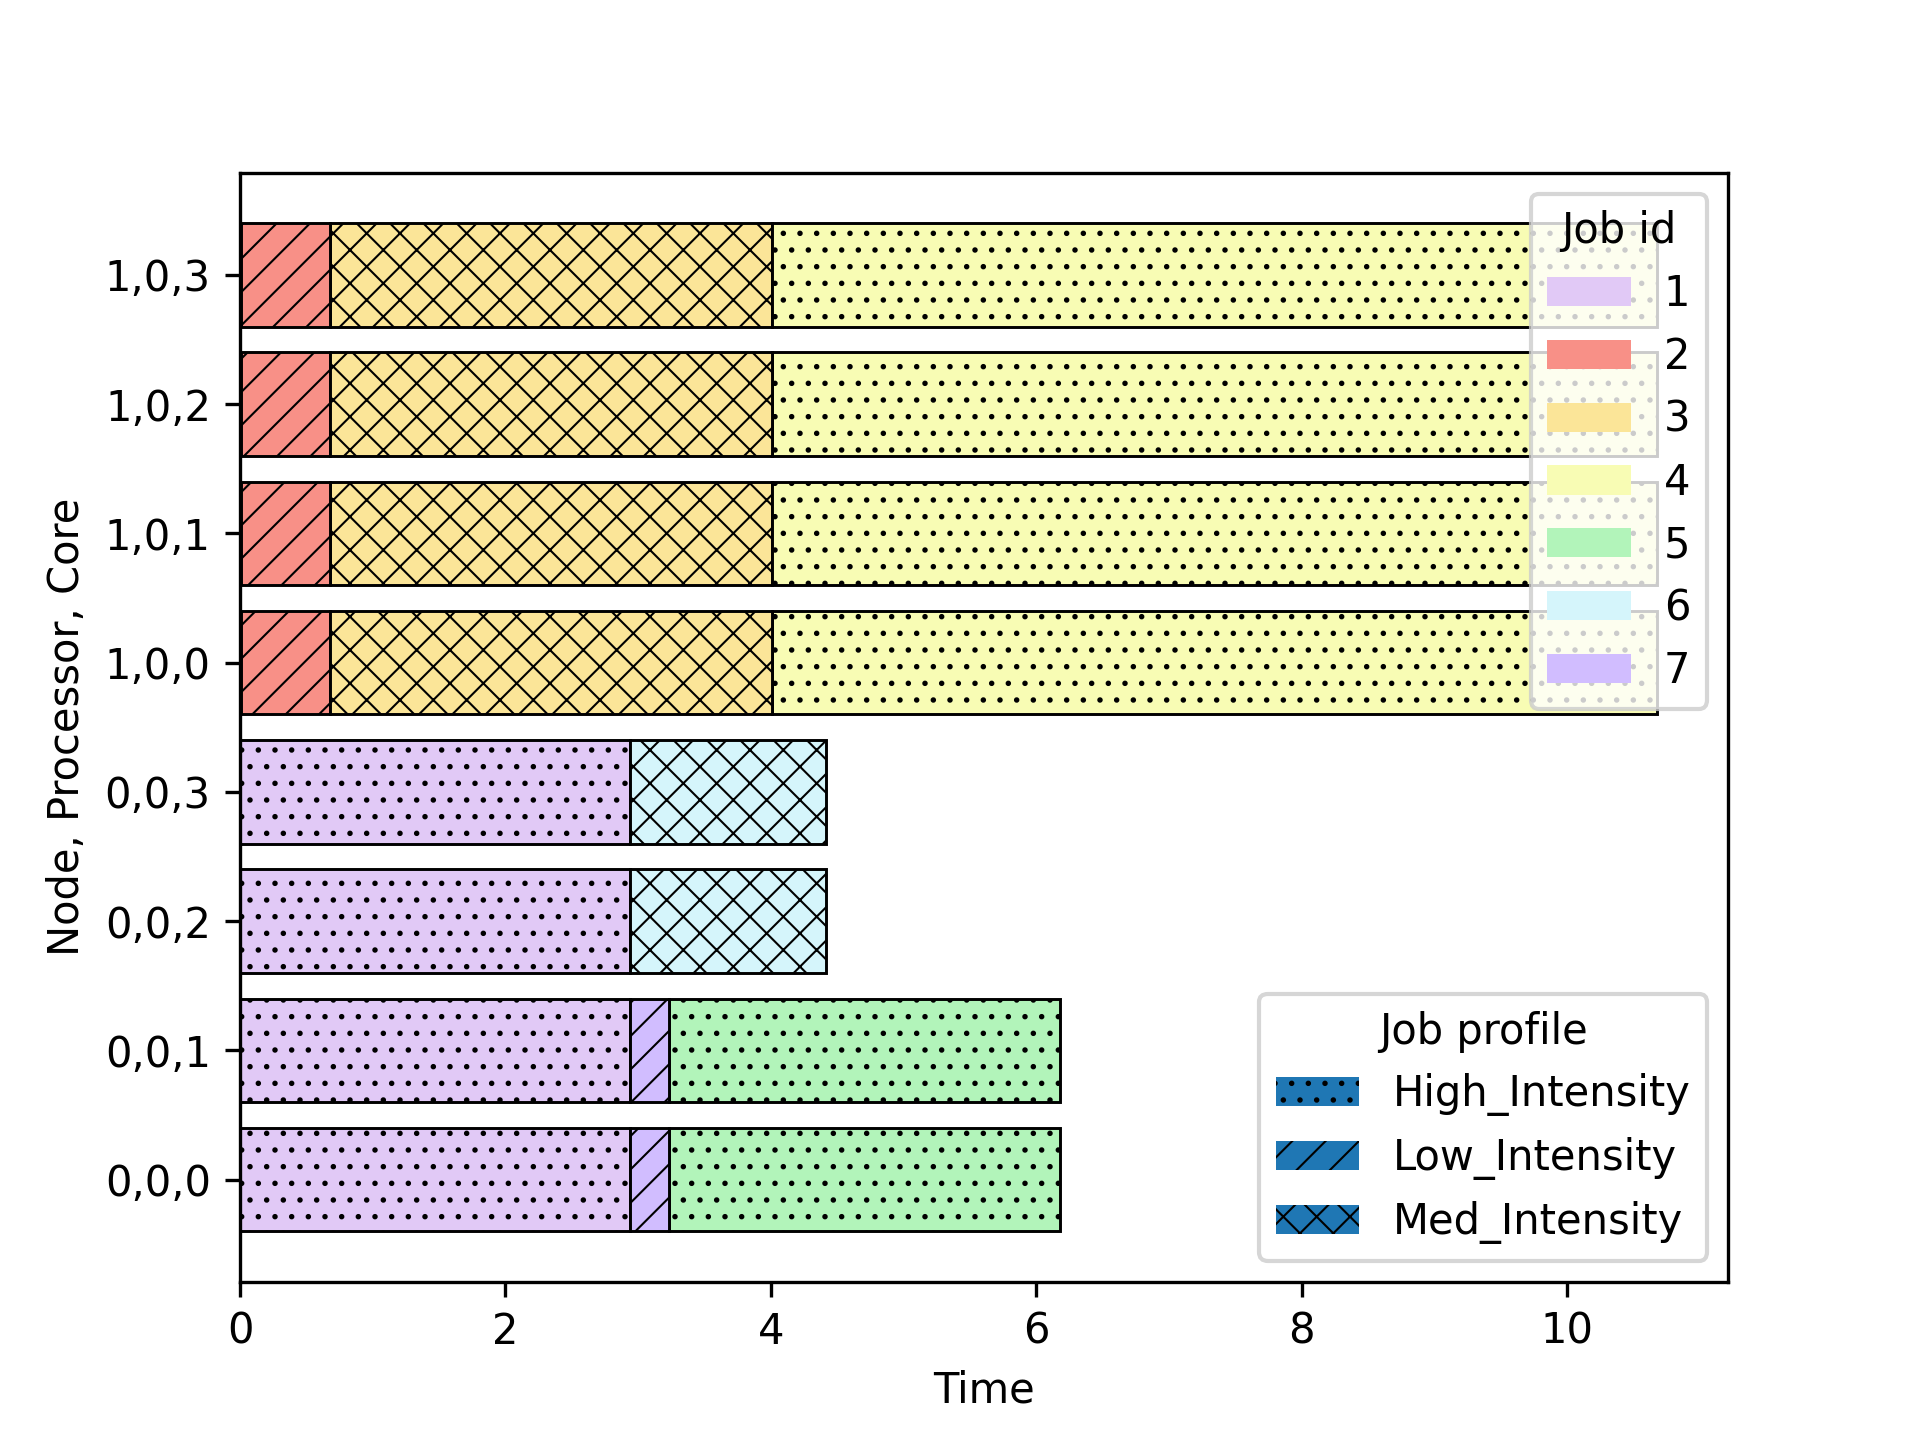 Job id
1
2
3
4
5
6
7
1,0,3
1,0,2
1,0,1
1,0,0
0,0,3
0,0,2
0,0,1
0,0,0
Node, Processor, Core
Job profile
High_Intensity
Low_Intensity
Med_Intensity
0 2 4 6 8 10
Time